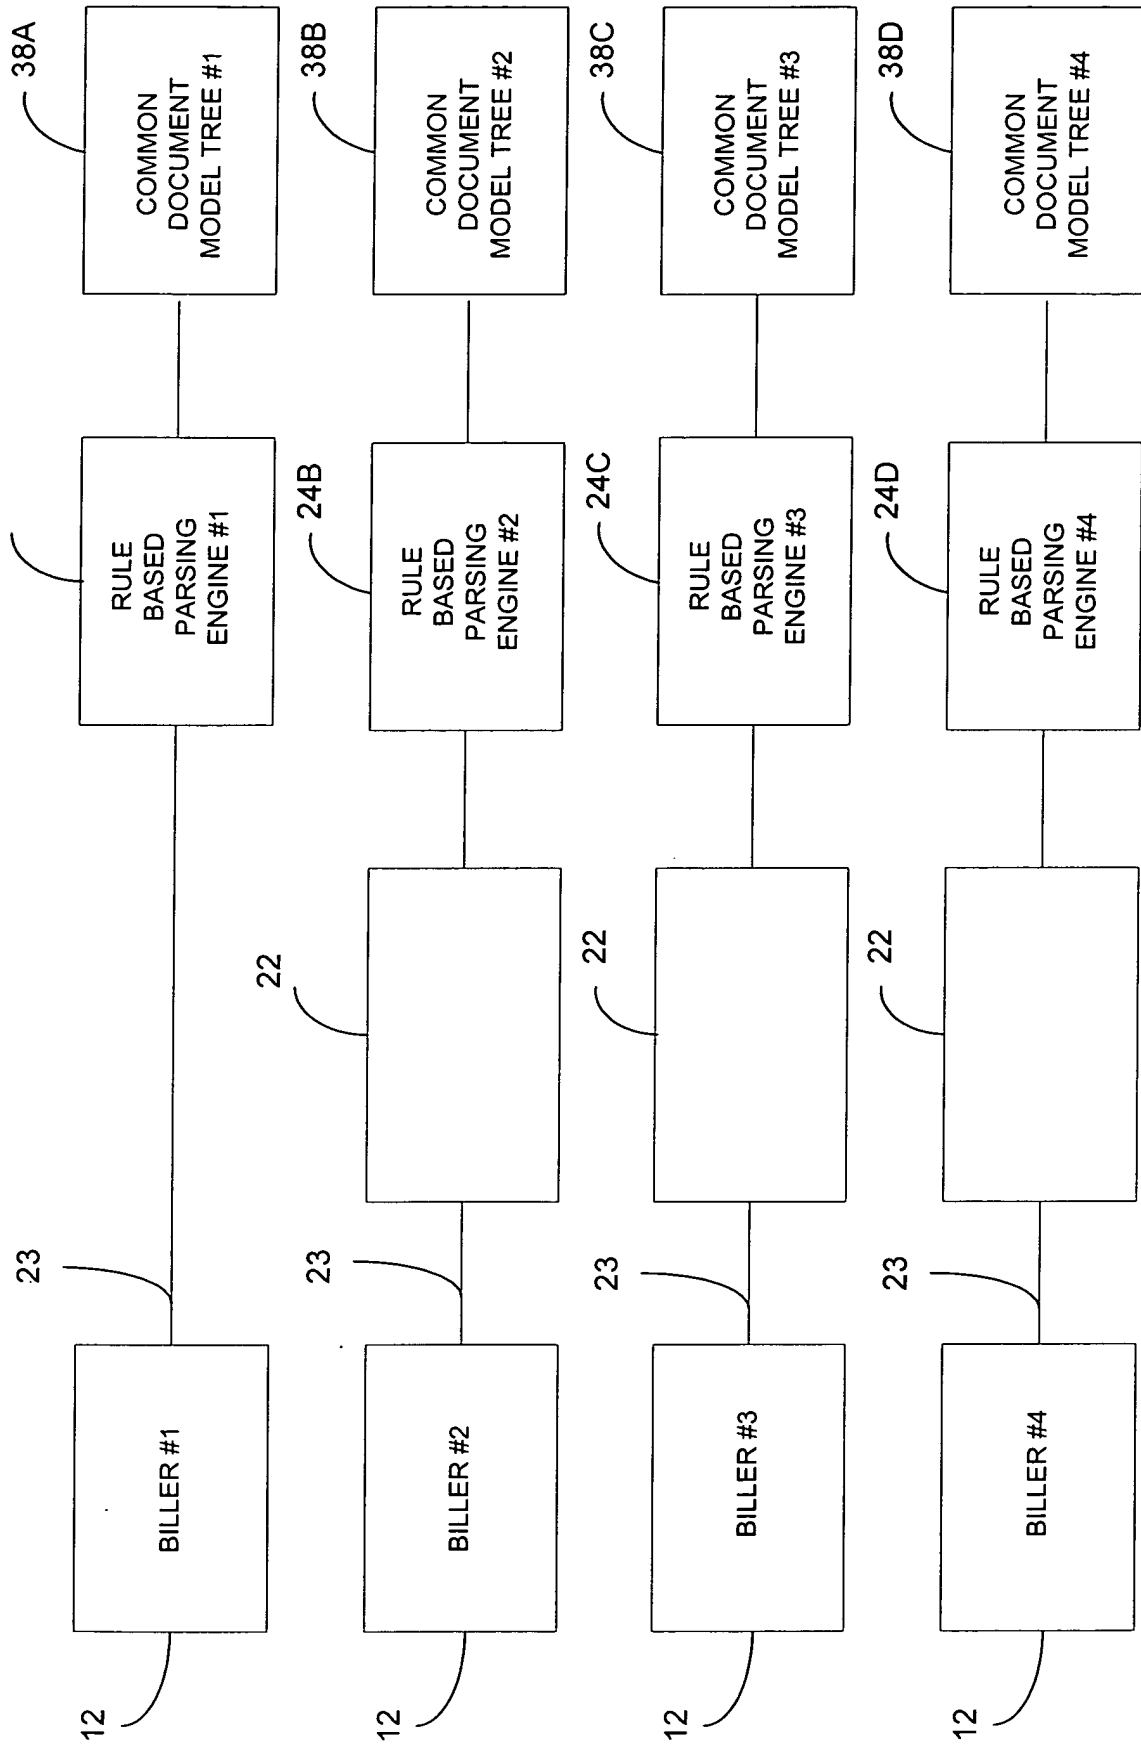 12
BILLER #1
23
RULE
BASED
PARSING
ENGINE #1
38A
COMMON
DOCUMENT
MODEL TREE #1
12
BILLER #2
23
22
24B
RULE
BASED
PARSING
ENGINE #2
38B
COMMON
DOCUMENT
MODEL TREE #2
12
BILLER #3
23
22
24C
RULE
BASED
PARSING
ENGINE #3
38C
COMMON
DOCUMENT
MODEL TREE #3
12
BILLER #4
23
22
24D
RULE
BASED
PARSING
ENGINE #4
38D
COMMON
DOCUMENT
MODEL TREE #4